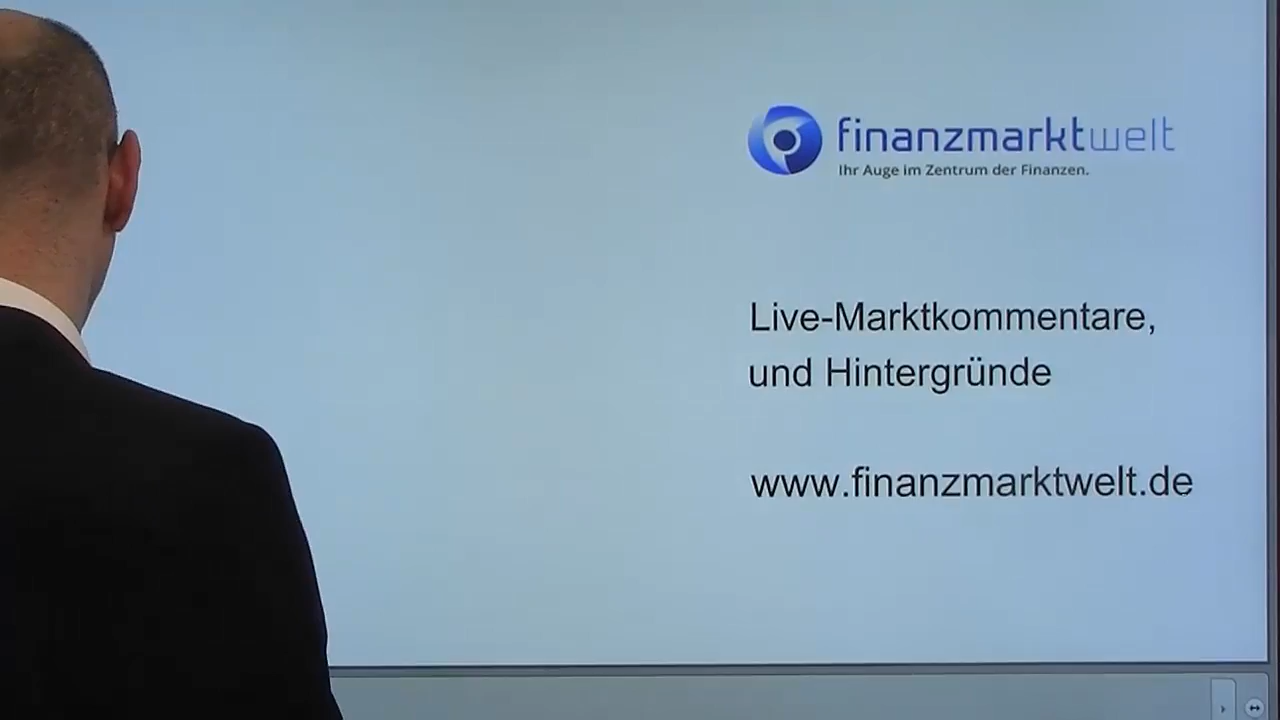 finanzmarktwelt
Ihr Auge im Zentrum der Finanzen.
Live-Marktkommentare,
und Hintergründe
www.finanzmarktwelt.de